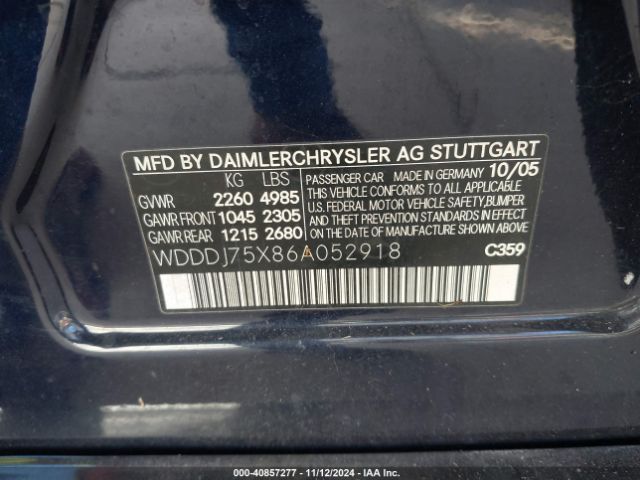 MFD BY DAIMLERCHRYSLER AG STUTTGART
KG LBS
GVWR 2260 4985
GAWR FRONT 1045 2305
GAWR REAR 1215 2680
PASSENGER CAR MADE IN GERMANY 10/05
THIS VEHICLE CONFORMS TO ALL APPLICABLE
U.S. FEDERAL MOTOR VEHICLE SAFETY, BUMPER
AND THEFT PREVENTION STANDARDS IN EFFECT
ON THE DATE OF MANUFACTURE SHOWN ABOVE
WDDDJ75X86A052918
C359
000-40857277 - 11/12/2024 - IAA Inc.